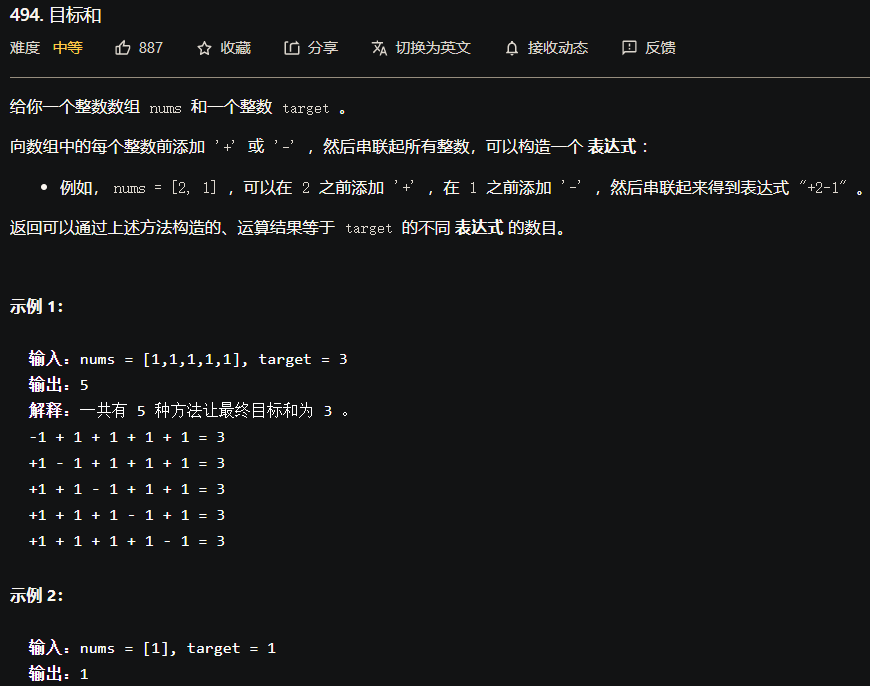 494. 目标和
难度 中等 887 收藏 分享 切换为英文 接收动态 反馈
给你一个整数数组 nums 和一个整数 target 。
向数组中的每个整数前添加 '+' 或 '-' ，然后串联起所有整数，可以构造一个 表达式 ：
• 例如， nums = [2, 1] ，可以在 2 之前添加 '+' ，在 1 之前添加 '-' ，然后串联起来得到表达式 "+2-1" 。
返回可以通过上述方法构造的、运算结果等于 target 的不同 表达式 的数目。
示例 1：
输入：nums = [1,1,1,1,1], target = 3
输出：5
解释：一共有 5 种方法让最终目标和为 3 。
-1 + 1 + 1 + 1 + 1 = 3
+1 - 1 + 1 + 1 + 1 = 3
+1 + 1 - 1 + 1 + 1 = 3
+1 + 1 + 1 - 1 + 1 = 3
+1 + 1 + 1 + 1 - 1 = 3
示例 2：
输入：nums = [1], target = 1
输出：1